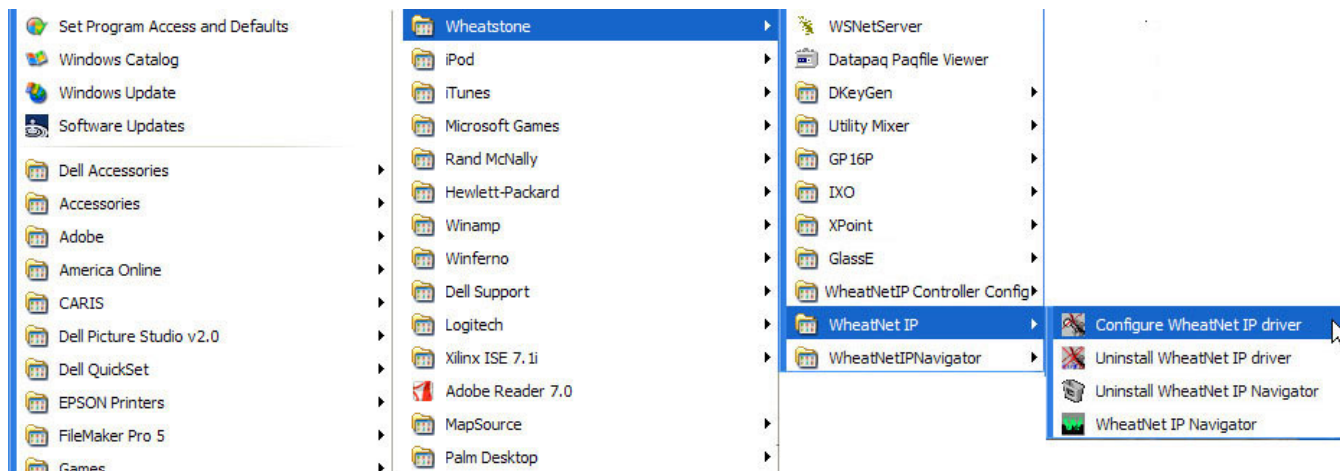 Set Program Access and Defaults
Windows Catalog
Windows Update
Software Updates
Dell Accessories
Accessories
Adobe
America Online
CARIS
Dell Picture Studio v2.0
Dell QuickSet
EPSON Printers
FileMaker Pro 5
Games
Wheatstone
iPod
iTunes
Microsoft Games
Rand McNally
Hewlett-Packard
Winamp
Winferno
Dell Support
Logitech
Xilinx ISE 7.1i
Adobe Reader 7.0
MapSource
Palm Desktop
WSNetServer
Datapaq Paqfile Viewer
DKeyGen
Utility Mixer
GP16P
IXO
XPoint
GlassE
WheatNetIP Controller Config
WheatNet IP
WheatNetIPNavigator
Configure WheatNet IP driver
Uninstall WheatNet IP driver
Uninstall WheatNet IP Navigator
WheatNet IP Navigator